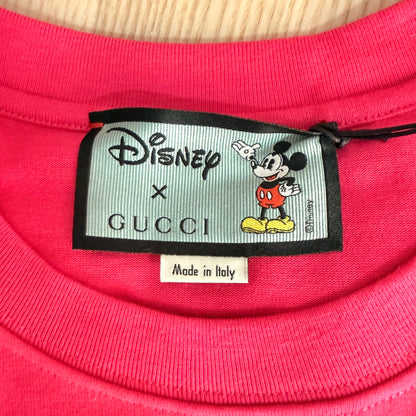 Disney
×
GUCCI
©Disney
Made in Italy